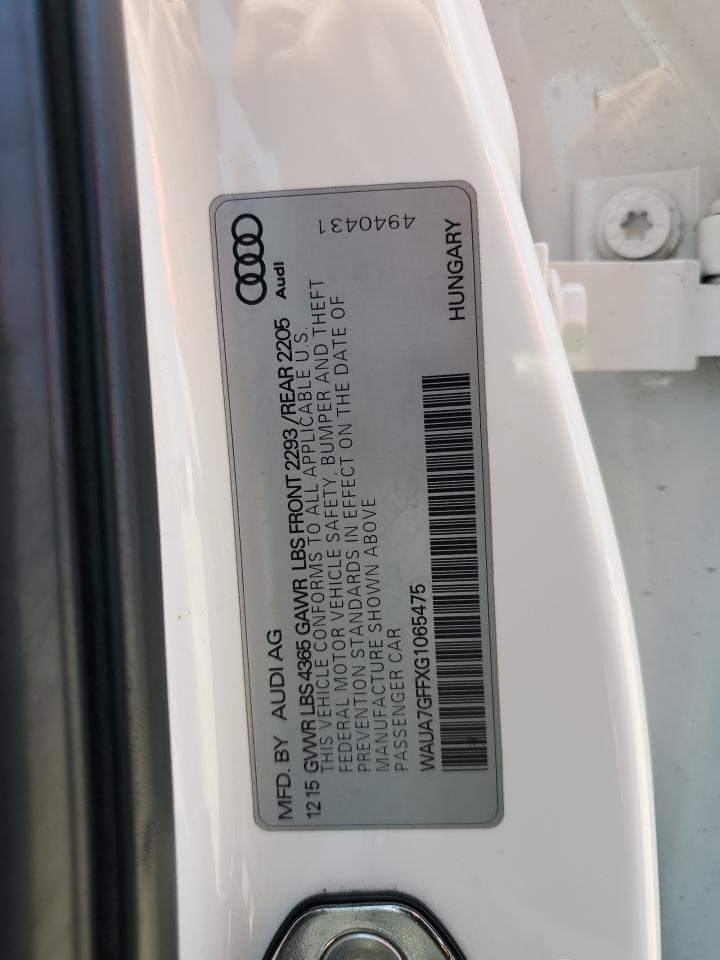 MFD. BY AUDI AG
12 15 GVWR LBS 4365 GAWR LBS FRONT 2293 /REAR 2205
Audi
THIS VEHICLE CONFORMS TO ALL APPLICABLE U.S.
4940431
FEDERAL MOTOR VEHICLE SAFETY, BUMPER AND THEFT
PREVENTION STANDARDS IN EFFECT ON THE DATE OF
MANUFACTURE SHOWN ABOVE
PASSENGER CAR
4940431
WAUA7GFFXG1065475
HUNGARY